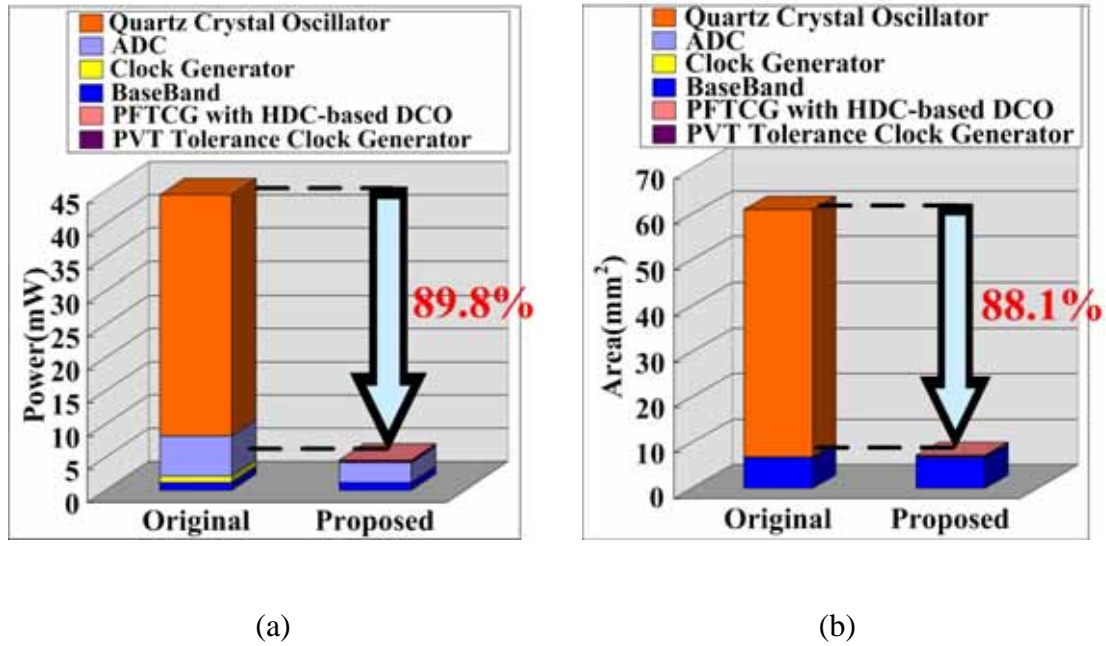 Quartz Crystal Oscillator
ADC
Clock Generator
BaseBand
PFTCG with HDC-based DCO
PVT Tolerance Clock Generator
45
40
35
30
25
20
15
10
5
0
Power(mW)
89.8%
Original Proposed
(a)
Quartz Crystal Oscillator
ADC
Clock Generator
BaseBand
PFTCG with HDC-based DCO
PVT Tolerance Clock Generator
70
60
50
40
30
20
10
0
Area(mm²)
88.1%
Original Proposed
(b)